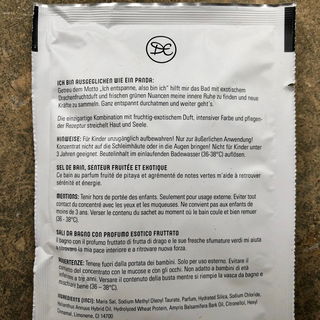 DC
ICH BIN AUSGEGLICHEN WIE EIN PANDA:
Getreu dem Motto „Ich entspanne, also bin ich" hilft mir das Bad mit exotischem
Drachenfruchtduft und frischen grünen Nuancen meine innere Ruhe zu finden und neue
Kräfte zu sammeln. Ganz entspannt durchatmen und weiter geht's.
Die einzigartige Kombination mit fruchtig-exotischem Duft, intensiver Farbe und pflegen-
der Rezeptur streichelt Haut und Seele.
HINWEISE: Für Kinder unzugänglich aufbewahren! Nur zur äußerlichen Anwendung!
Konzentrat nicht auf die Schleimhäute oder in die Augen bringen! Nicht für Kinder unter
3 Jahren geeignet. Beutelinhalt im einlaufenden Badewasser (36-38°C) auflösen.
SEL DE BAIN, SENTEUR FRUITÉE ET EXOTIQUE
Ce bain au parfum fruité de pitaya et agrémenté de notes vertes m'aide à retrouver
sérénité et énergie.
MENTIONS: Tenir hors de portée des enfants. Seulement pour usage externe. Eviter tout
contact du concentré avec les yeux et les muqueuses. Ne convient pas aux enfants de
moins de 3 ans. Verser le contenu du sachet au moment où le bain coule et bien remuer
(36 - 38°C).
SALI DA BAGNO CON PROFUMO ESOTICO FRUTTATO
Il bagno con il profumo fruttato di frutta di drago e le sue fresche sfumature verdi mi aiuta
a ritrovare la mia pace interiore e a ritrovare nuova forza.
AVVERTENZE: Tenere fuori dalla portata dei bambini. Solo per uso esterno. Evitare il
contatto del concentrato con le mucose e con gli occhi. Non adatto a bambini di età
inferiore a 3 anni. Versare il contenuto della busta mentre si riempie la vasca da bagno e
mescolare bene (36 - 38°C).
INGREDIENTS (INCI): Maris Sal, Sodium Methyl Oleoyl Taurate, Parfum, Hydrated Silica, Sodium Chloride,
Helianthus Annuus Hybrid Oil, Hydrolyzed Wheat Protein, Amyris Balsamifera Bark Oil, Citronellol, Hexyl
Cinnamal, Limonene, CI 14700